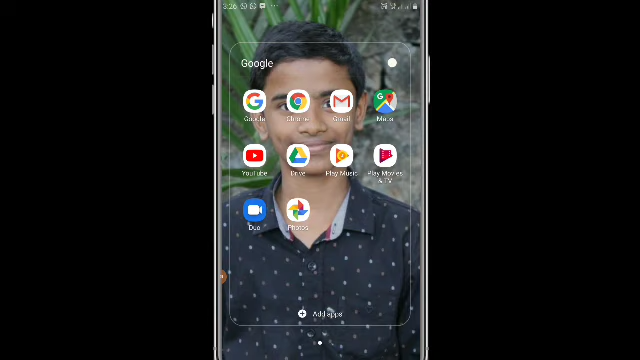 3:26
Google
Google Chrome Gmail Maps
YouTube Drive Play Music Play Movies
& TV
Duo Photos
Add apps